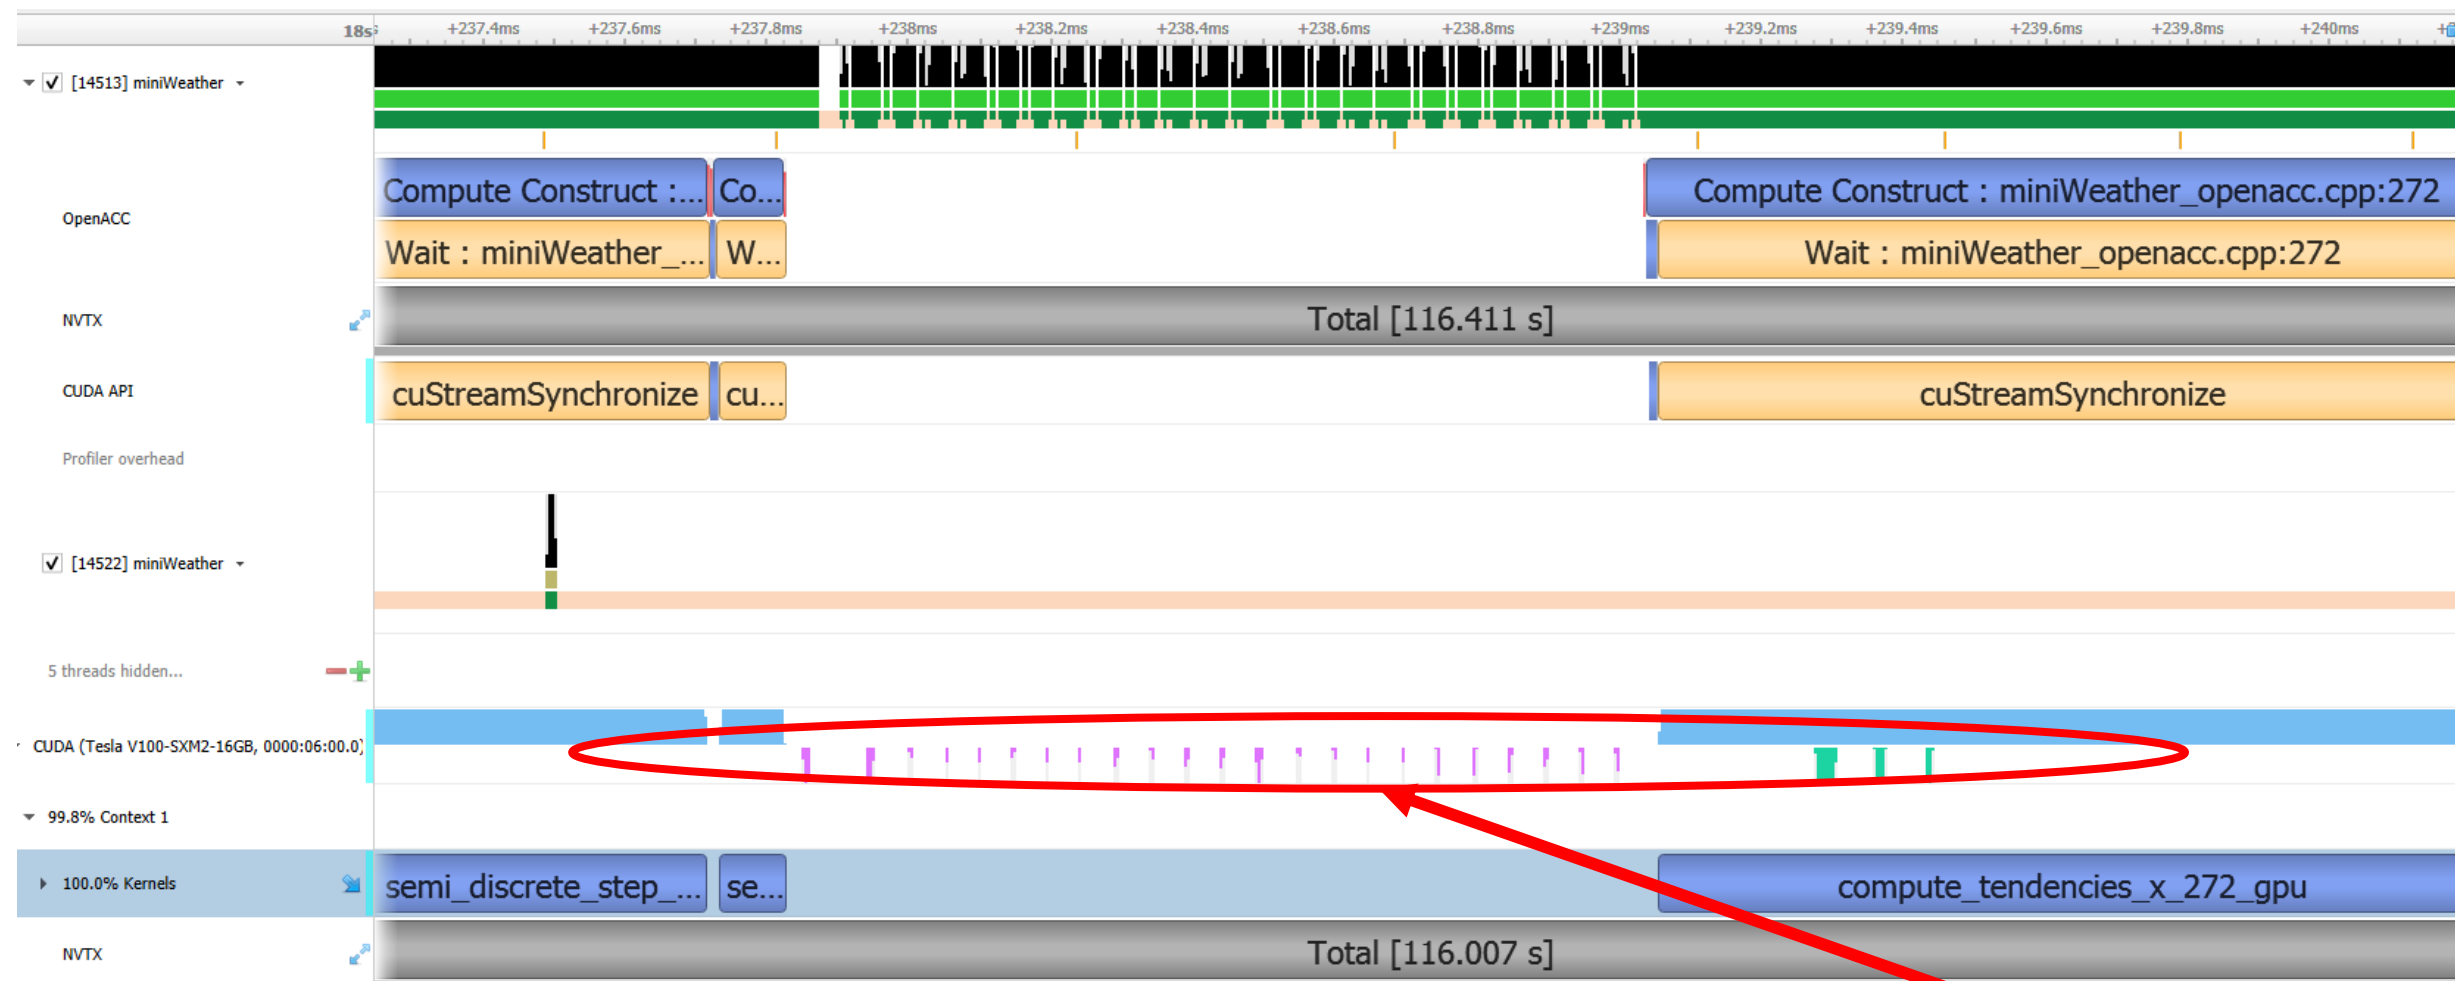 18s +237.4ms +237.6ms +237.8ms +238ms +238.2ms +238.4ms +238.6ms +238.8ms +239ms +239.2ms +239.4ms +239.6ms +239.8ms +240ms
[14513] miniWeather
OpenACC
Compute Construct :... Co... Compute Construct : miniWeather_openacc.cpp:272
Wait : miniWeather_... W... Wait : miniWeather_openacc.cpp:272
NVTX Total [116.411 s]
CUDA API cuStreamSynchronize cu... cuStreamSynchronize
Profiler overhead
[14522] miniWeather
5 threads hidden...
CUDA (Tesla V100-SXM2-16GB, 0000:06:00.0)
99.8% Context 1
100.0% Kernels semi_discrete_step_... se... compute_tendencies_x_272_gpu
NVTX Total [116.007 s]